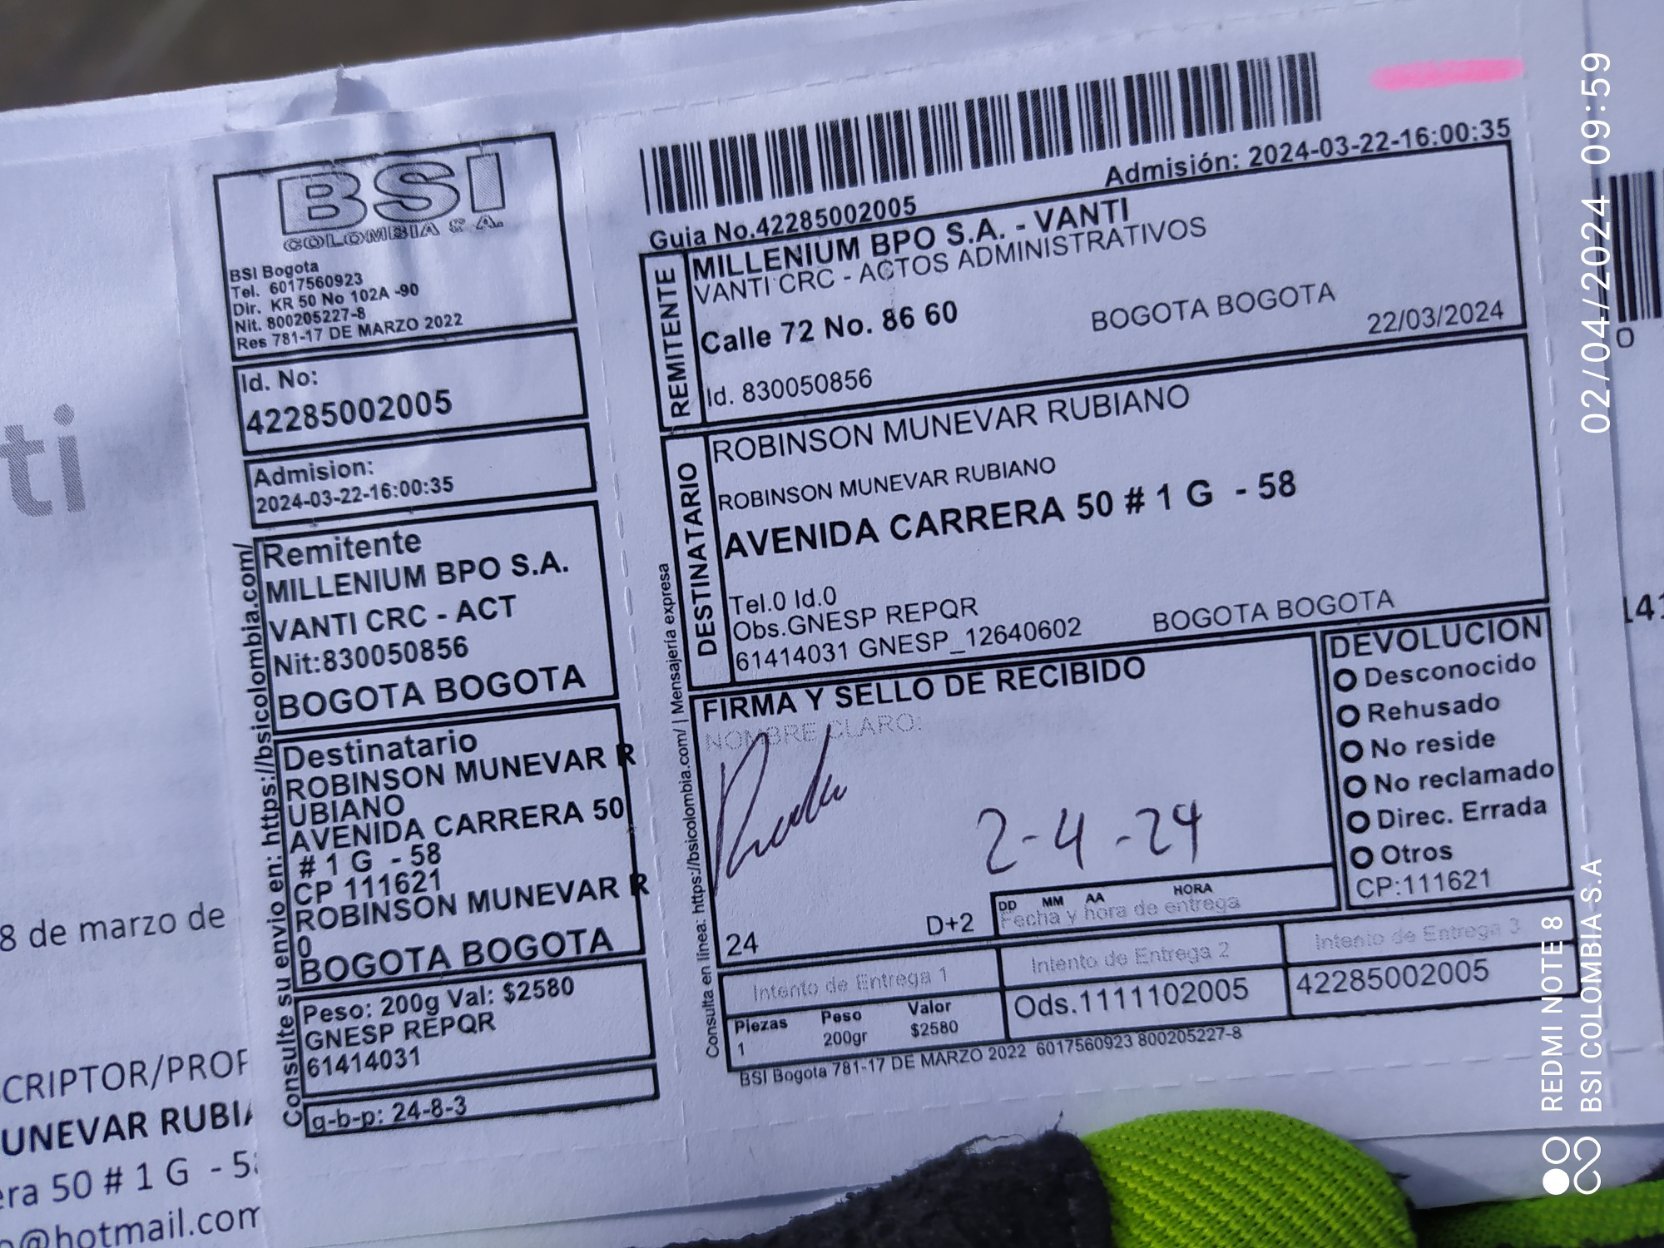 BSI
COLOMBIA S.A.
BSI Bogota
Tel. 6017560923
Dir. KR 50 No 102A -90
Nit. 800205227-8
Res 781-17 DE MARZO 2022
Id. No:
42285002005
Admision:
2024-03-22-16:00:35
Remitente
MILLENIUM BPO S.A.
VANTI CRC - ACT
Nit:830050856
BOGOTA BOGOTA
Destinatario
ROBINSON MUNEVAR R
UBIANO
AVENIDA CARRERA 50
# 1 G - 58
CP 111621
ROBINSON MUNEVAR R
0
BOGOTA BOGOTA
Peso: 200g Val: $2580
GNESP REPQR
61414031
g-b-p: 24-8-3
Consulte su envio en: https://bsicolombia.com/
Guia No.42285002005
Admisión: 2024-03-22-16:00:35
REMITENTE
MILLENIUM BPO S.A. - VANTI
VANTI CRC - ACTOS ADMINISTRATIVOS
Calle 72 No. 86 60
BOGOTA BOGOTA
22/03/2024
Id. 830050856
DESTINATARIO
ROBINSON MUNEVAR RUBIANO
ROBINSON MUNEVAR RUBIANO
AVENIDA CARRERA 50 # 1 G - 58
Tel.0 Id.0
Obs.GNESP REPQR
61414031 GNESP_12640602
BOGOTA BOGOTA
FIRMA Y SELLO DE RECIBIDO
NOMBRE CLARO:
2-4-24
24
D+2
DD MM AA HORA
Fecha y hora de entrega
DEVOLUCION
Desconocido
Rehusado
No reside
No reclamado
Direc. Errada
Otros
CP:111621
Intento de Entrega 1
Intento de Entrega 2
Intento de Entrega 3
Piezas Peso Valor
1 200gr $2580
Ods.1111102005
42285002005
BSI Bogota 781-17 DE MARZO 2022 6017560923 800205227-8
Consulta en linea: https://bsicolombia.com/ | Mensajería expresa
ti
8 de marzo de
SCRIPTOR/PROP
UNEVAR RUBIA
era 50 # 1 G - 58
o@hotmail.com
0
141
02/04/2024 09:59
REDMI NOTE 8
BSI COLOMBIA S.A